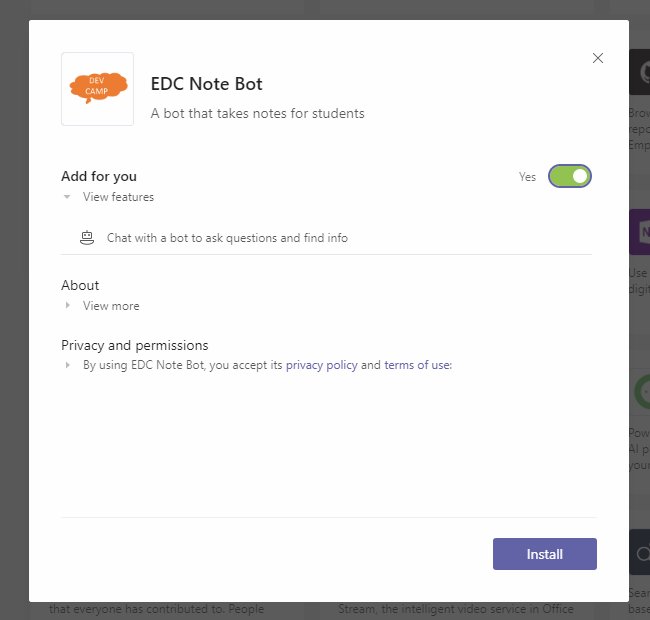 DEV
CAMP
EDC Note Bot
A bot that takes notes for students
Add for you
Yes
View features
Chat with a bot to ask questions and find info
About
View more
Privacy and permissions
By using EDC Note Bot, you accept its privacy policy and terms of use:
Install
Brow
repo
Emp
N
Use
digit
Pow
AI p
your
Sear
base
that everyone has contributed to. People
Stream, the intelligent video service in Office